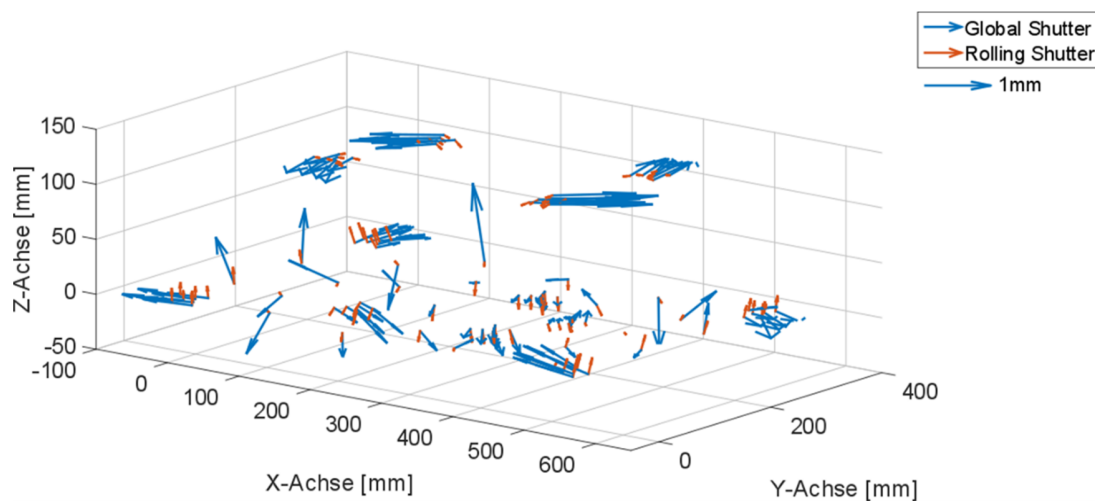 Global Shutter
Rolling Shutter
1mm
150
100
50
0
-50
Z-Achse [mm]
-100
0
100
200
300
400
500
600
X-Achse [mm]
0
200
400
Y-Achse [mm]